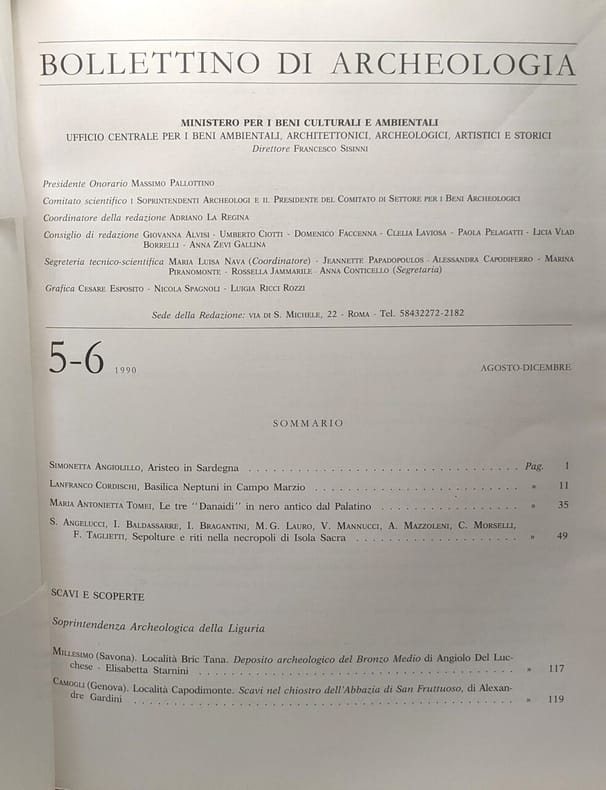 BOLLETTINO DI ARCHEOLOGIA
MINISTERO PER I BENI CULTURALI E AMBIENTALI
UFFICIO CENTRALE PER I BENI AMBIENTALI, ARCHITETTONICI, ARCHEOLOGICI, ARTISTICI E STORICI
Direttore FRANCESCO SISINNI
Presidente Onorario MASSIMO PALLOTTINO
Comitato scientifico I SOPRINTENDENTI ARCHEOLOGI E IL PRESIDENTE DEL COMITATO DI SETTORE PER I BENI ARCHEOLOGICI
Coordinatore della redazione ADRIANO LA REGINA
Consiglio di redazione GIOVANNA ALVISI - UMBERTO CIOTTI - DOMENICO FACCENNA - CLELIA LAVIOSA - PAOLA PELAGATTI - LICIA VLAD
BORRELLI - ANNA ZEVI GALLINA
Segreteria tecnico-scientifica MARIA LUISA NAVA (Coordinatore) - JEANNETTE PAPADOPOULOS - ALESSANDRA CAPODIFERRO - MARINA
PIRANOMONTE - ROSSELLA JAMMARILE - ANNA CONTICELLO (Segretaria)
Grafica CESARE ESPOSITO - NICOLA SPAGNOLI - LUIGIA RICCI ROZZI
Sede della Redazione: VIA DI S. MICHELE, 22 - ROMA - Tel. 58432272-2182
5-6 1990 AGOSTO-DICEMBRE
SOMMARIO
SIMONETTA ANGIOLILLO, Aristeo in Sardegna . . . . . . . . . . Pag. 1
LANFRANCO CORDISCHI, Basilica Neptuni in Campo Marzio . . . . . . . . . . » 11
MARIA ANTONIETTA TOMEI, Le tre "Danaidi" in nero antico dal Palatino . . . . . . . . . . » 35
S. ANGELUCCI, I. BALDASSARRE, I. BRAGANTINI, M.G. LAURO, V. MANNUCCI, A. MAZZOLENI, C. MORSELLI,
F. TAGLIETTI, Sepolture e riti nella necropoli di Isola Sacra . . . . . . . . . . » 49
SCAVI E SCOPERTE
Soprintendenza Archeologica della Liguria
MILLESIMO (Savona). Località Bric Tana. Deposito archeologico del Bronzo Medio di Angiolo Del Luc-
chese - Elisabetta Starnini . . . . . . . . . . » 117
CAMOGLI (Genova). Località Capodimonte. Scavi nel chiostro dell'Abbazia di San Fruttuoso, di Alexan-
dre Gardini . . . . . . . . . . » 119